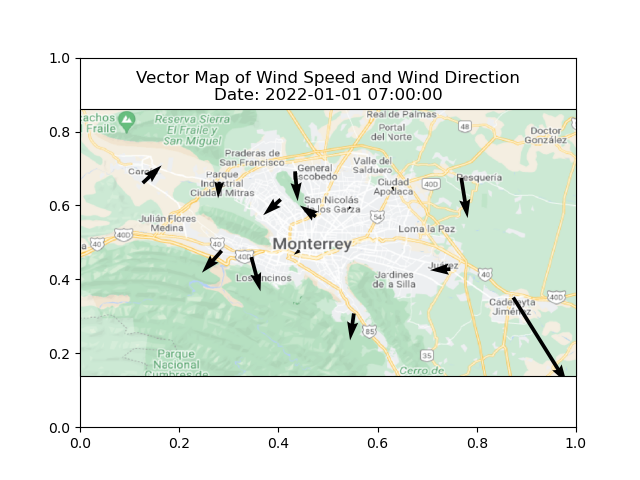 Vector Map of Wind Speed and Wind Direction
Date: 2022-01-01 07:00:00
1.0
0.8
0.6
0.4
0.2
0.0
0.0
0.2
0.4
0.6
0.8
1.0
achos
Fraile
Reserva Sierra
El Fraile y
San Miguel
Real de Palmas
Portal
del Norte
48
Doctor
González
Praderas de
San Francisco
General
Escobedo
Valle del
Salduero
Parque
Industrial
Ciudad Mitras
Ciudad
Apodaca
40D
Pesquería
San Nicolás
de los Garza
54
Julián Flores
Medina
Loma la Paz
40
40
40
Monterrey
40D
Los Encinos
Jardines
de la Silla
Juárez
40
Cadereyta
Jiménez
40D
85
35
Parque
Nacional
Cumbres de
Cerro de